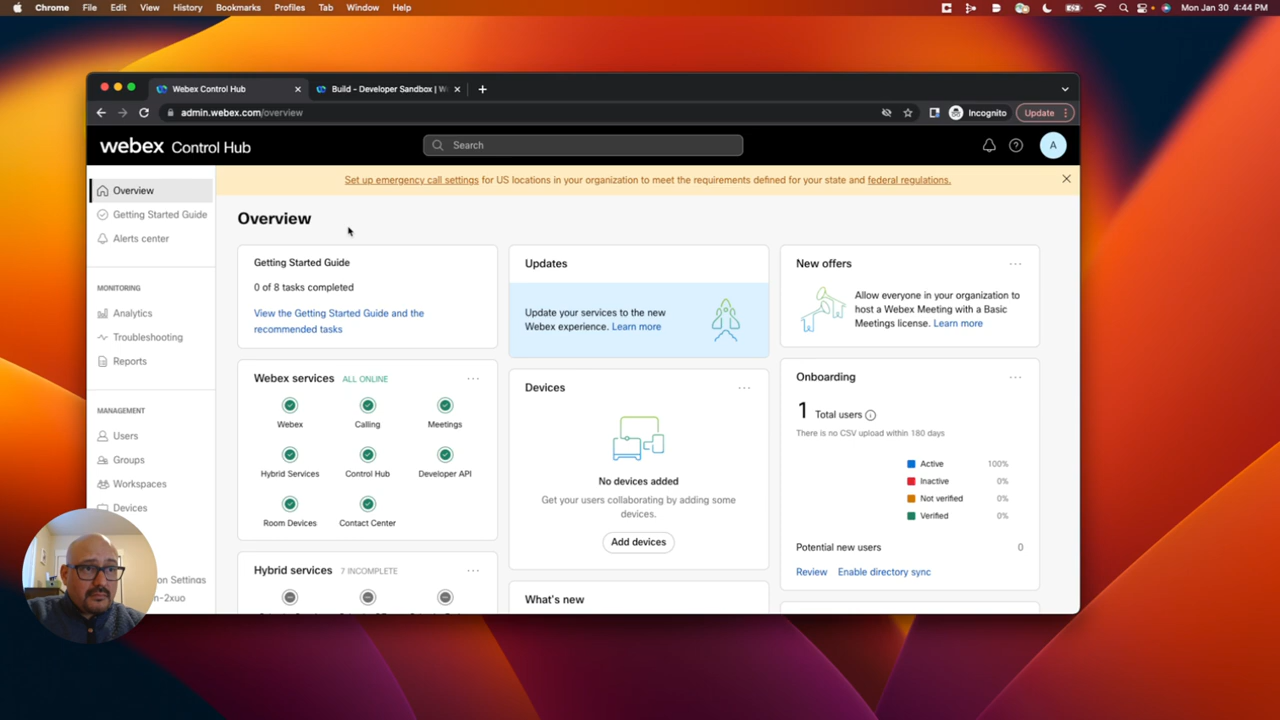 Chrome File Edit View History Bookmarks Profiles Tab Window Help Mon Jan 30 4:44 PM
Webex Control Hub
Build - Developer Sandbox | W
admin.webex.com/overview
Incognito
Update
webex Control Hub
Search
A
Set up emergency call settings for US locations in your organization to meet the requirements defined for your state and federal regulations.
Overview
Getting Started Guide
Alerts center
MONITORING
Analytics
Troubleshooting
Reports
MANAGEMENT
Users
Groups
Workspaces
Devices
on Settings
m-2xuo
Overview
Getting Started Guide
0 of 8 tasks completed
View the Getting Started Guide and the
recommended tasks
Webex services ALL ONLINE
Webex Calling Meetings
Hybrid Services Control Hub Developer API
Room Devices Contact Center
Hybrid services 7 INCOMPLETE
Updates
Update your services to the new
Webex experience. Learn more
Devices
No devices added
Get your users collaborating by adding some
devices.
Add devices
What's new
New offers
Allow everyone in your organization to
host a Webex Meeting with a Basic
Meetings license. Learn more
Onboarding
1 Total users
There is no CSV upload within 180 days
Active 100%
Inactive 0%
Not verified 0%
Verified 0%
Potential new users 0
Review Enable directory sync